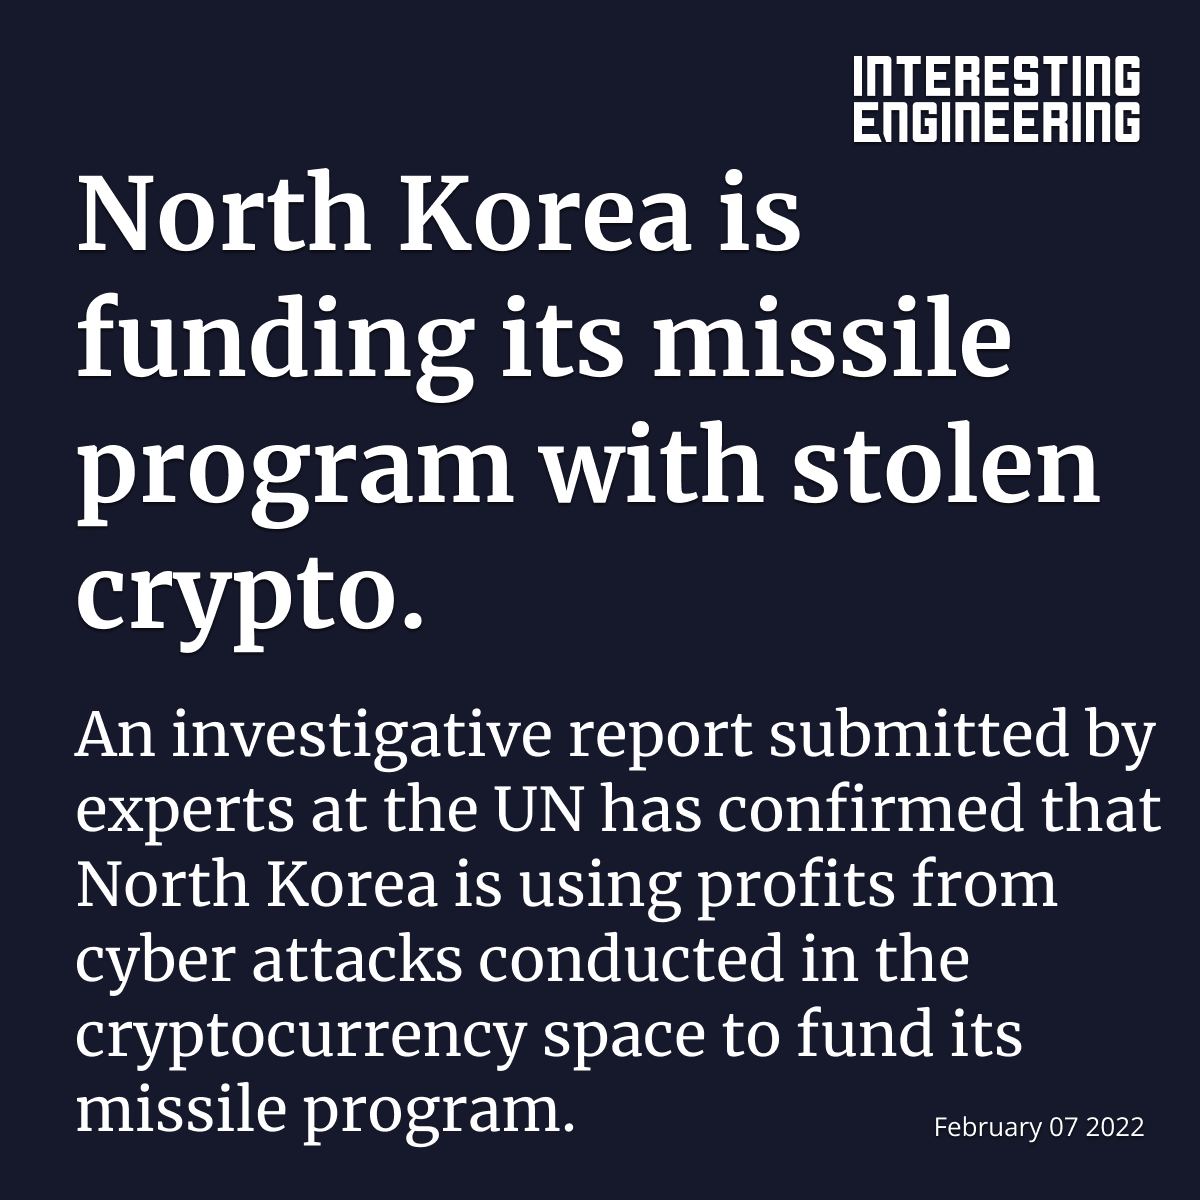 INTERESTING
ENGINEERING
North Korea is
funding its missile
program with stolen
crypto.
An investigative report submitted by
experts at the UN has confirmed that
North Korea is using profits from
cyber attacks conducted in the
cryptocurrency space to fund its
missile program.
February 07 2022